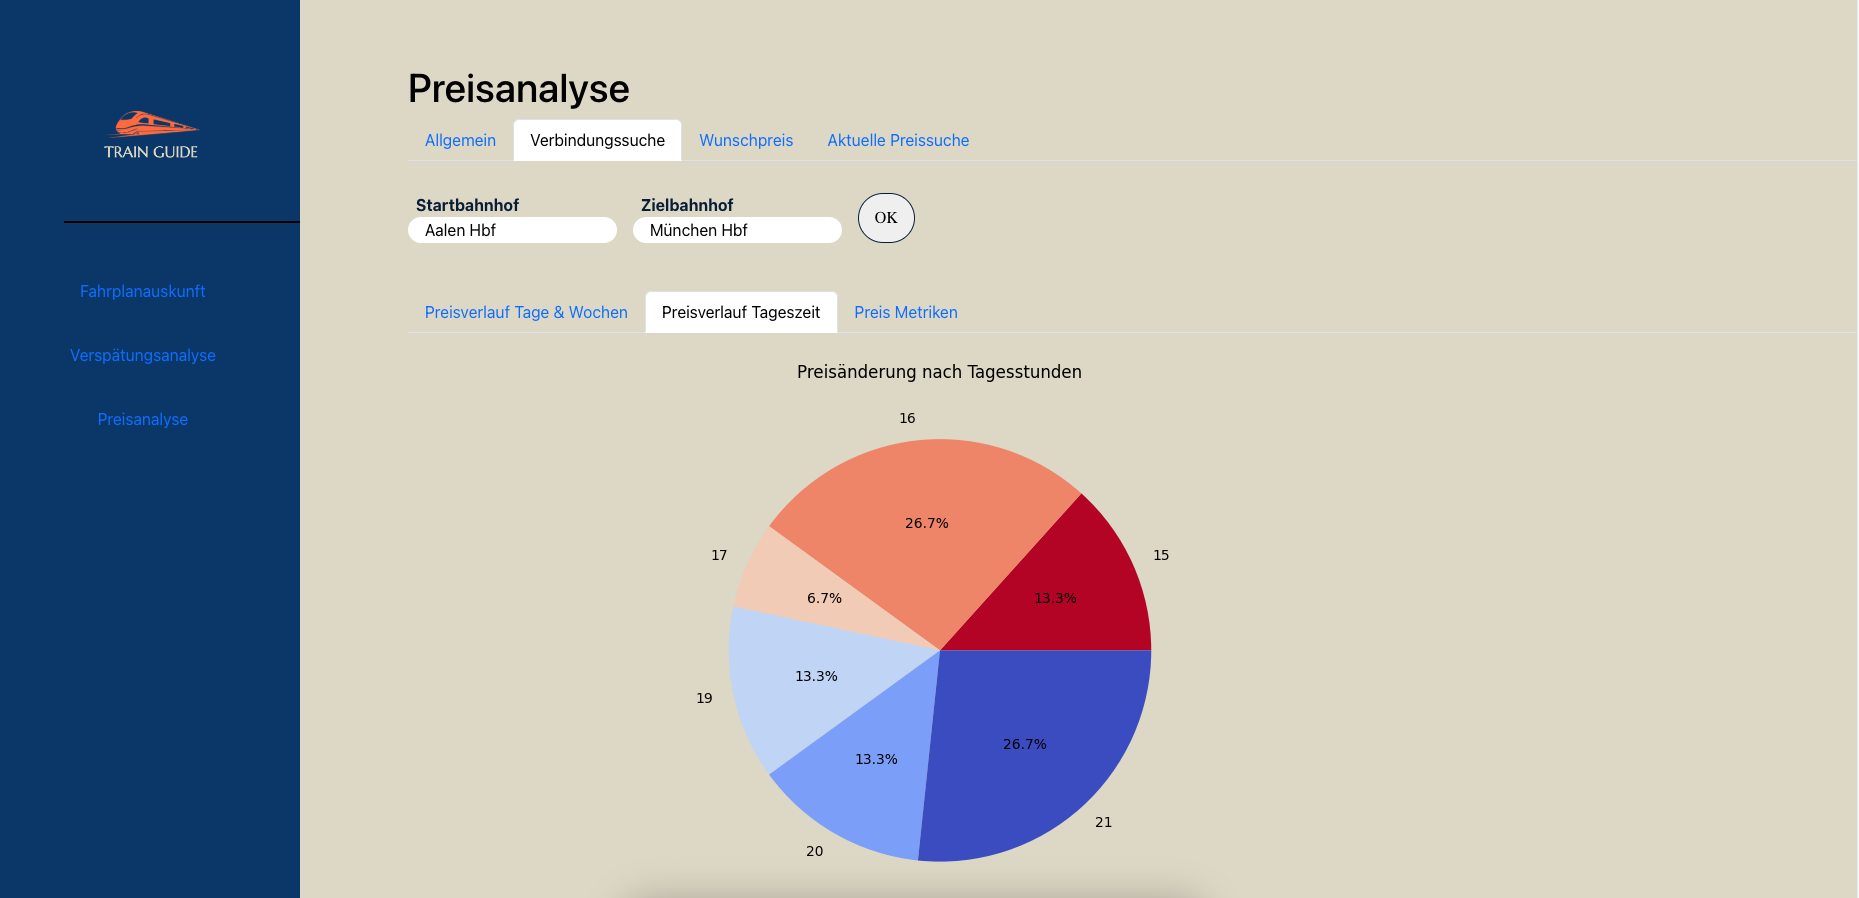 TRAIN GUIDE
Fahrplanauskunft
Verspätungsanalyse
Preisanalyse
Preisanalyse
Allgemein Verbindungssuche Wunschpreis Aktuelle Preissuche
Startbahnhof Zielbahnhof
Aalen Hbf München Hbf OK
Preisverlauf Tage & Wochen Preisverlauf Tageszeit Preis Metriken
Preisänderung nach Tagesstunden
16
26.7%
17 15
6.7% 13.3%
13.3%
19
26.7%
13.3%
21
20